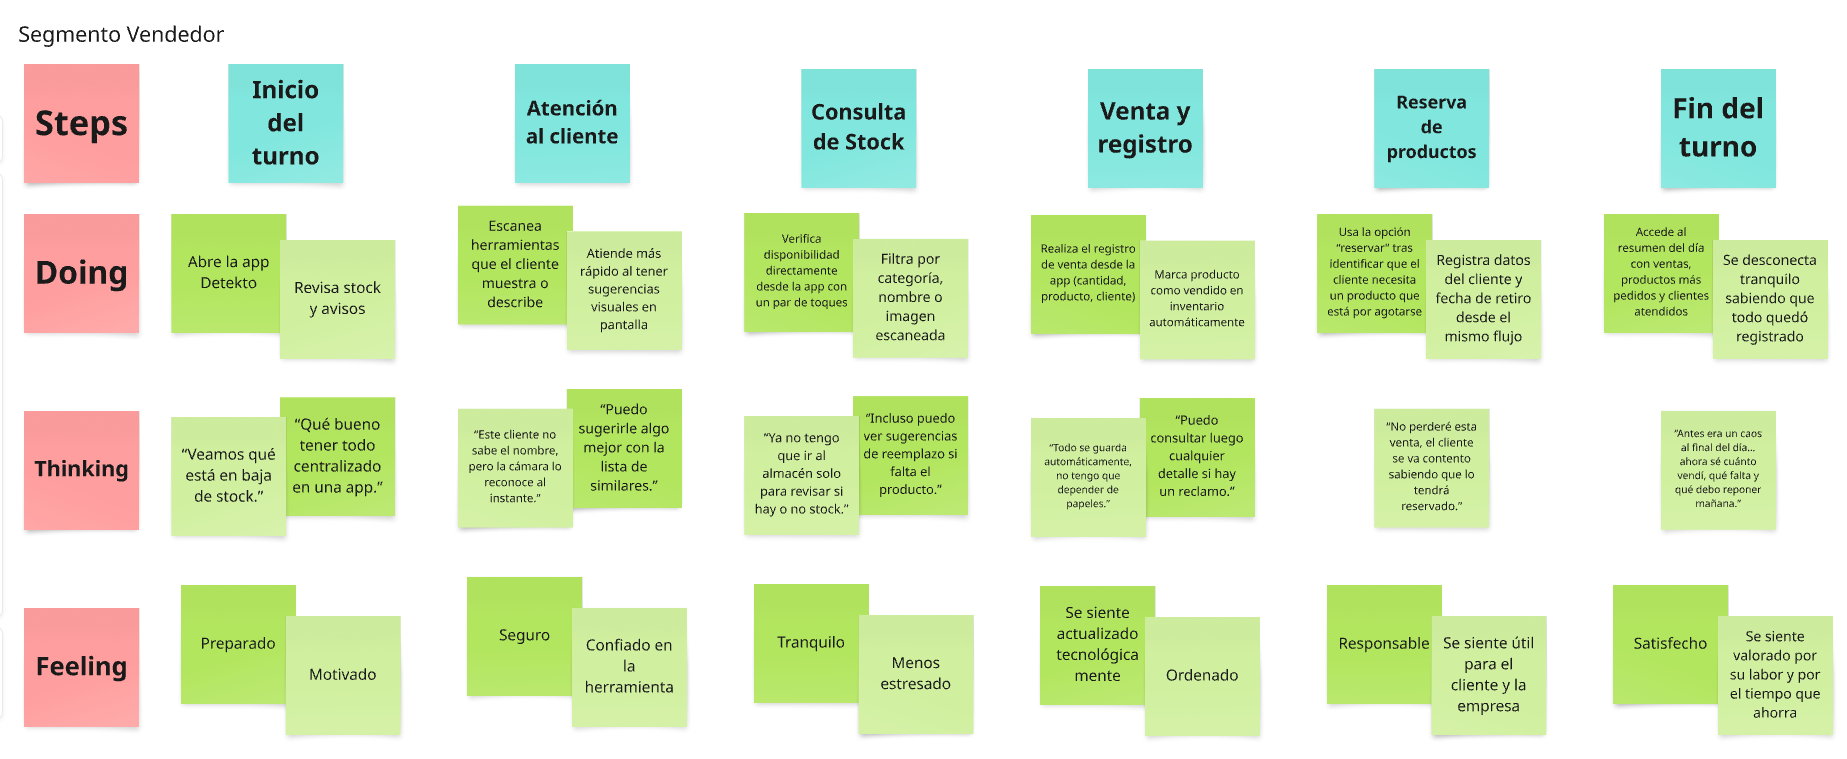 Segmento Vendedor
Steps
Inicio
del
turno
Atención
al cliente
Consulta
de Stock
Venta y
registro
Reserva
de
productos
Fin del
turno
Doing
Abre la app
Detekto
Revisa stock
y avisos
Escanea
herramientas
que el cliente
muestra o
describe
Atiende más
rápido al tener
sugerencias
visuales en
pantalla
Verifica
disponibilidad
directamente
desde la app con
un par de toques
Filtra por
categoría,
nombre o
imagen
escaneada
Realiza el registro
de venta desde la
app (cantidad,
producto, cliente)
Marca producto
como vendido en
inventario
automáticamente
Usa la opción
“reservar” tras
identificar que el
cliente necesita
un producto que
está por agotarse
Registra datos
del cliente y
fecha de retiro
desde el
mismo flujo
Accede al
resumen del día
con ventas,
productos más
pedidos y clientes
atendidos
Se desconecta
tranquilo
sabiendo que
todo quedó
registrado
Thinking
“Veamos qué
está en baja
de stock.”
“Qué bueno
tener todo
centralizado
en una app.“
“Este cliente no
sabe el nombre,
pero la cámara lo
reconoce al
instante.”
“Puedo
sugerirle algo
mejor con la
lista de
similares.”
“Ya no tengo
que ir al
almacén solo
para revisar si
hay o no stock.”
“Incluso puedo
ver sugerencias
de reemplazo si
falta el
producto.”
“Todo se guarda
automáticamente,
no tengo que
depender de
papeles.”
“Puedo
consultar luego
cualquier
detalle si hay
un reclamo.”
“No perderé esta
venta, el cliente
se va contento
sabiendo que lo
tendrá
reservado.”
“Antes era un caos
al final del día…
ahora sé cuánto
vendí, qué falta y
qué debo reponer
mañana.”
Feeling
Preparado
Motivado
Seguro
Confiado en
la
herramienta
Tranquilo
Menos
estresado
Se siente
actualizado
tecnológica
mente
Ordenado
Responsable
Se siente útil
para el
cliente y la
empresa
Satisfecho
Se siente
valorado por
su labor y por
el tiempo que
ahorra